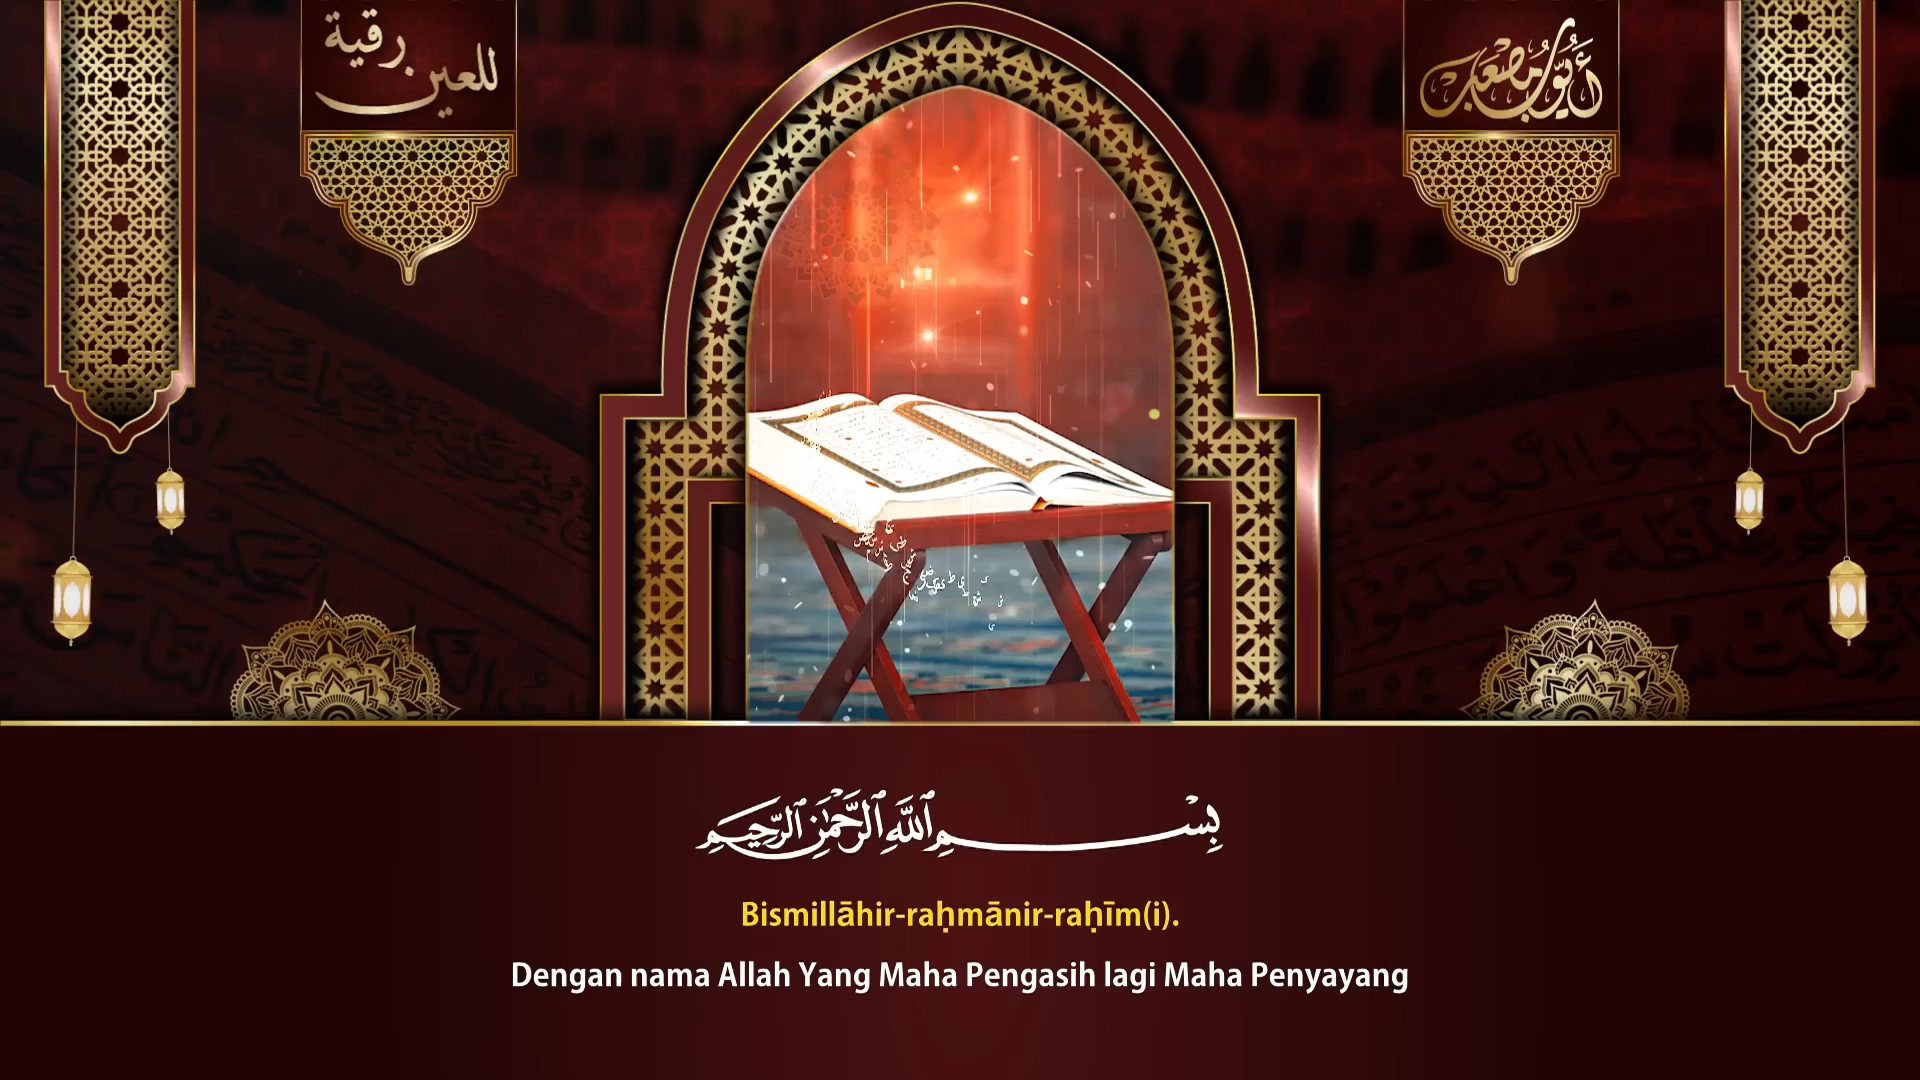 رقية
للعين
أيوب مصعب
بِسْمِ ٱللَّهِ ٱلرَّحْمَٰنِ ٱلرَّحِيمِ
Bismillāhir-raḥmānir-raḥīm(i).
Dengan nama Allah Yang Maha Pengasih lagi Maha Penyayang